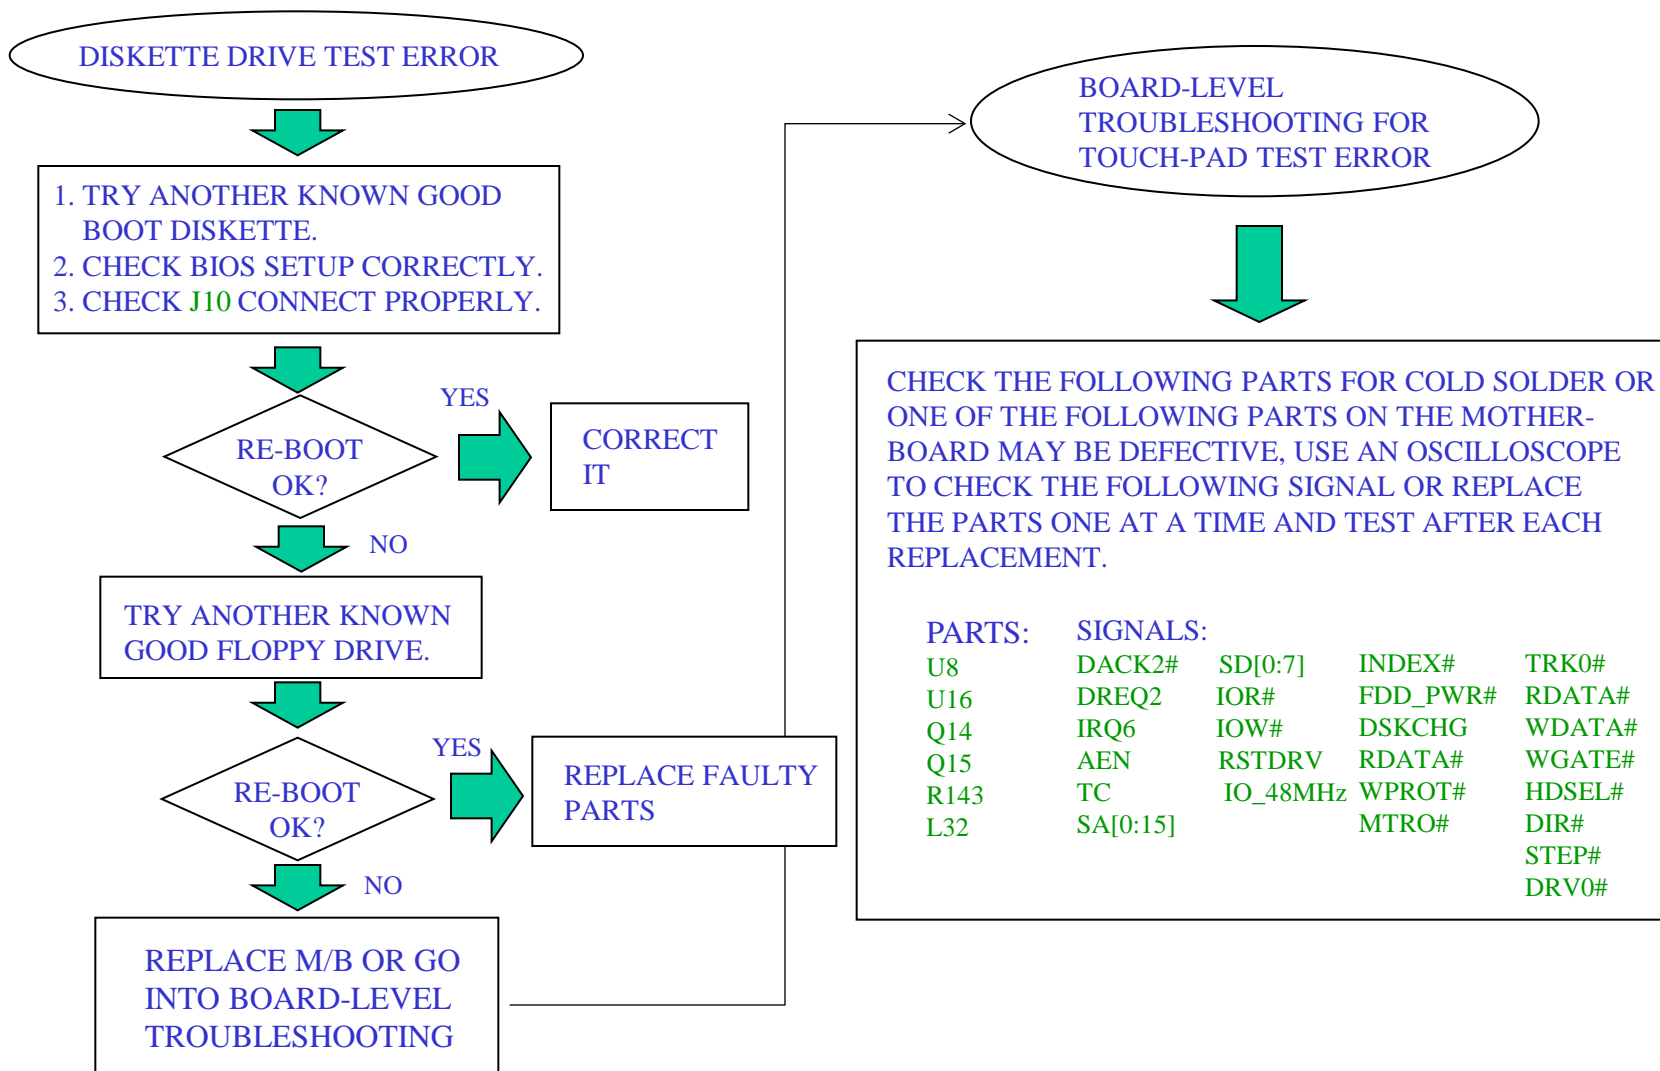 DISKETTE DRIVE TEST ERROR
1. TRY ANOTHER KNOWN GOOD
BOOT DISKETTE.
2. CHECK BIOS SETUP CORRECTLY.
3. CHECK J10 CONNECT PROPERLY.
RE-BOOT
OK?
YES
CORRECT
IT
NO
TRY ANOTHER KNOWN
GOOD FLOPPY DRIVE.
RE-BOOT
OK?
YES
REPLACE FAULTY
PARTS
NO
REPLACE M/B OR GO
INTO BOARD-LEVEL
TROUBLESHOOTING
BOARD-LEVEL
TROUBLESHOOTING FOR
TOUCH-PAD TEST ERROR
CHECK THE FOLLOWING PARTS FOR COLD SOLDER OR
ONE OF THE FOLLOWING PARTS ON THE MOTHER-
BOARD MAY BE DEFECTIVE, USE AN OSCILLOSCOPE
TO CHECK THE FOLLOWING SIGNAL OR REPLACE
THE PARTS ONE AT A TIME AND TEST AFTER EACH
REPLACEMENT.
PARTS:
U8
U16
Q14
Q15
R143
L32
SIGNALS:
DACK2#
DREQ2
IRQ6
AEN
TC
SA[0:15]
SD[0:7]
IOR#
IOW#
RSTDRV
IO_48MHz
INDEX#
FDD_PWR#
DSKCHG
RDATA#
WPROT#
MTRO#
TRK0#
RDATA#
WDATA#
WGATE#
HDSEL#
DIR#
STEP#
DRV0#